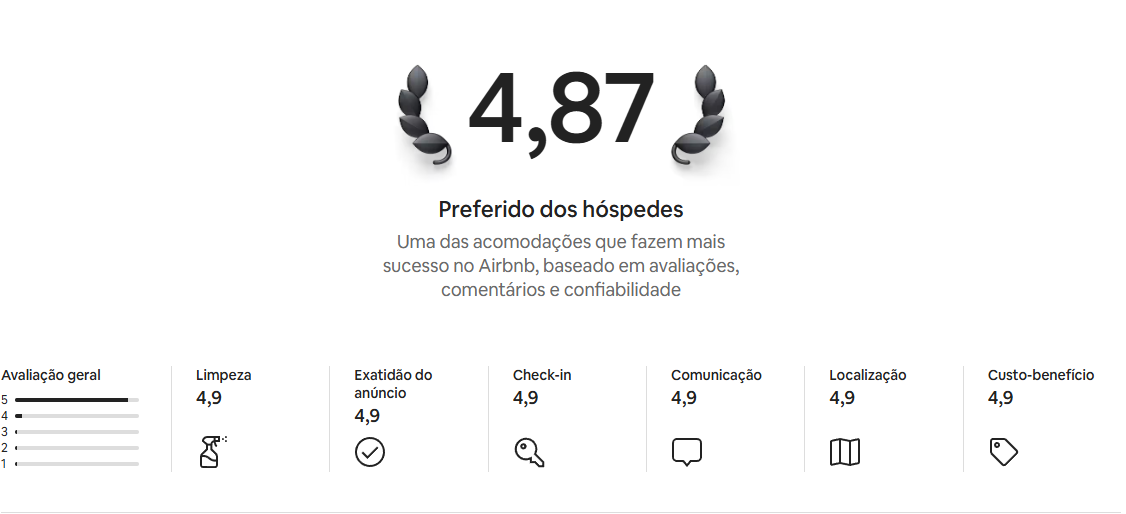 4,87
Preferido dos hóspedes
Uma das acomodações que fazem mais
sucesso no Airbnb, baseado em avaliações,
comentários e confiabilidade
Avaliação geral
5
4
3
2
1
Limpeza
4,9
Exatidão do
anúncio
4,9
Check-in
4,9
Comunicação
4,9
Localização
4,9
Custo-benefício
4,9